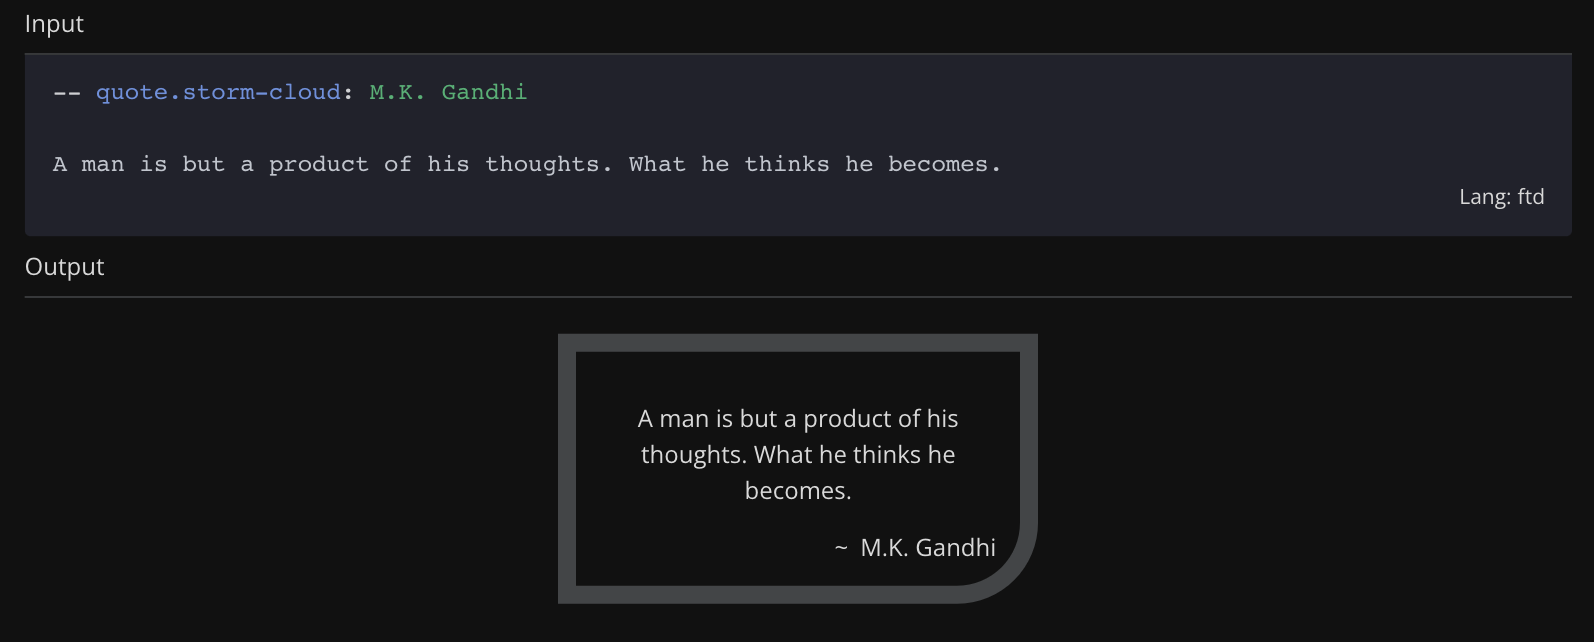 Input
-- quote.storm-cloud: M.K. Gandhi
A man is but a product of his thoughts. What he thinks he becomes.
Lang: ftd
Output
A man is but a product of his
thoughts. What he thinks he
becomes.
~ M.K. Gandhi